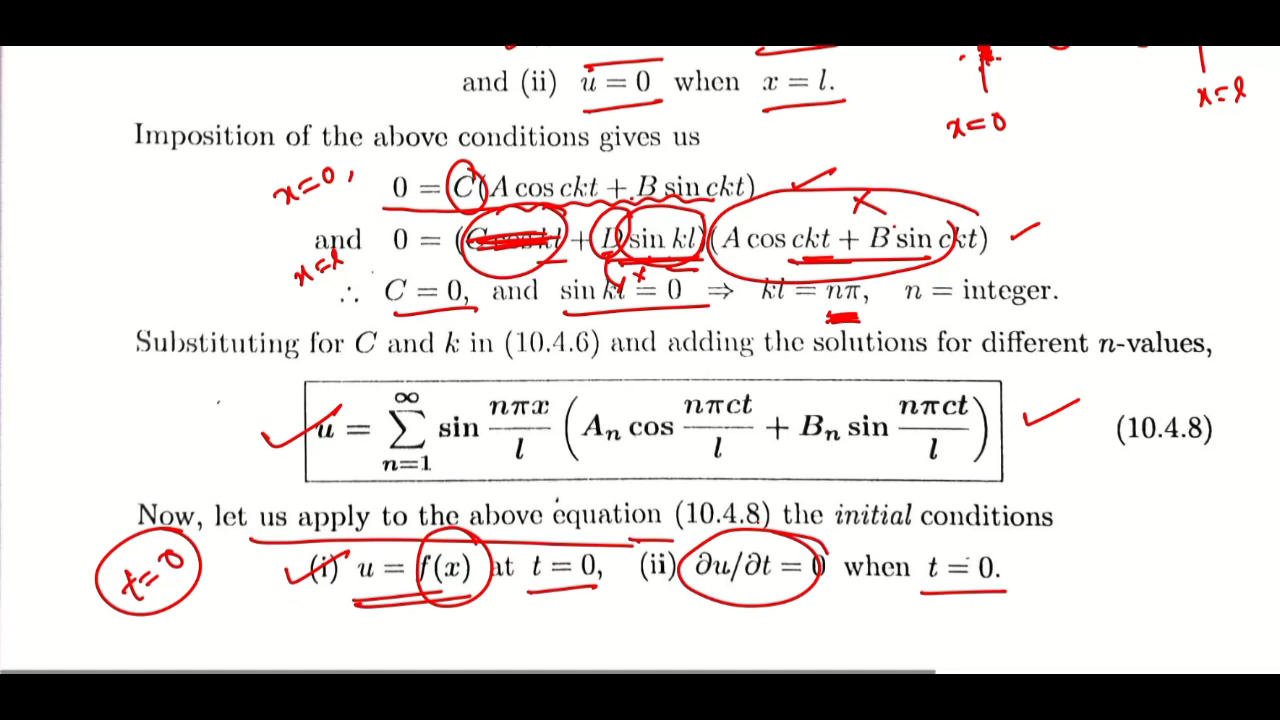 and (ii) u = 0 when x = l.
x=0
x=l
Imposition of the above conditions gives us
x=0, 0 = C(A cos ckt + B sin ckt)
and 0 = (C cos kl + D sin kl)(A cos ckt + B sin ckt)
x=l
∴ C = 0, and sin kl = 0 ⇒ kl = nπ, n = integer.
Substituting for C and k in (10.4.6) and adding the solutions for different n-values,
u = ∑_{n=1}^{∞} sin nπx/l (Aₙ cos nπct/l + Bₙ sin nπct/l) (10.4.8)
Now, let us apply to the above equation (10.4.8) the initial conditions
t=0 (i) u = f(x) at t = 0, (ii) ∂u/∂t = 0 when t = 0.